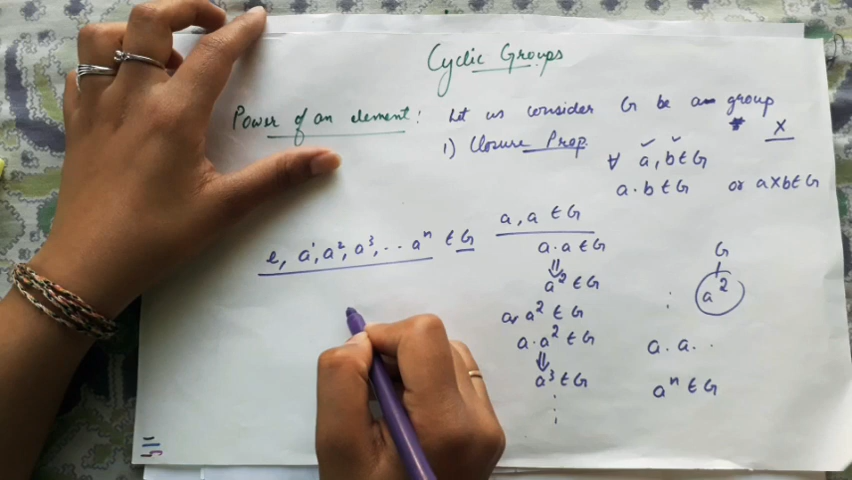 Cyclic Groups
Power of an element: Let us consider G be a group
1) Closure Prop. * X
∀ a, b ∈ G
a.b ∈ G or a×b ∈ G
a, a ∈ G
e, a¹, a², a³, ... aⁿ ∈ G
a.a ∈ G
⇓
a² ∈ G
G
a²
a, a² ∈ G
a.a² ∈ G
a.a..
⇓
a³ ∈ G
aⁿ ∈ G